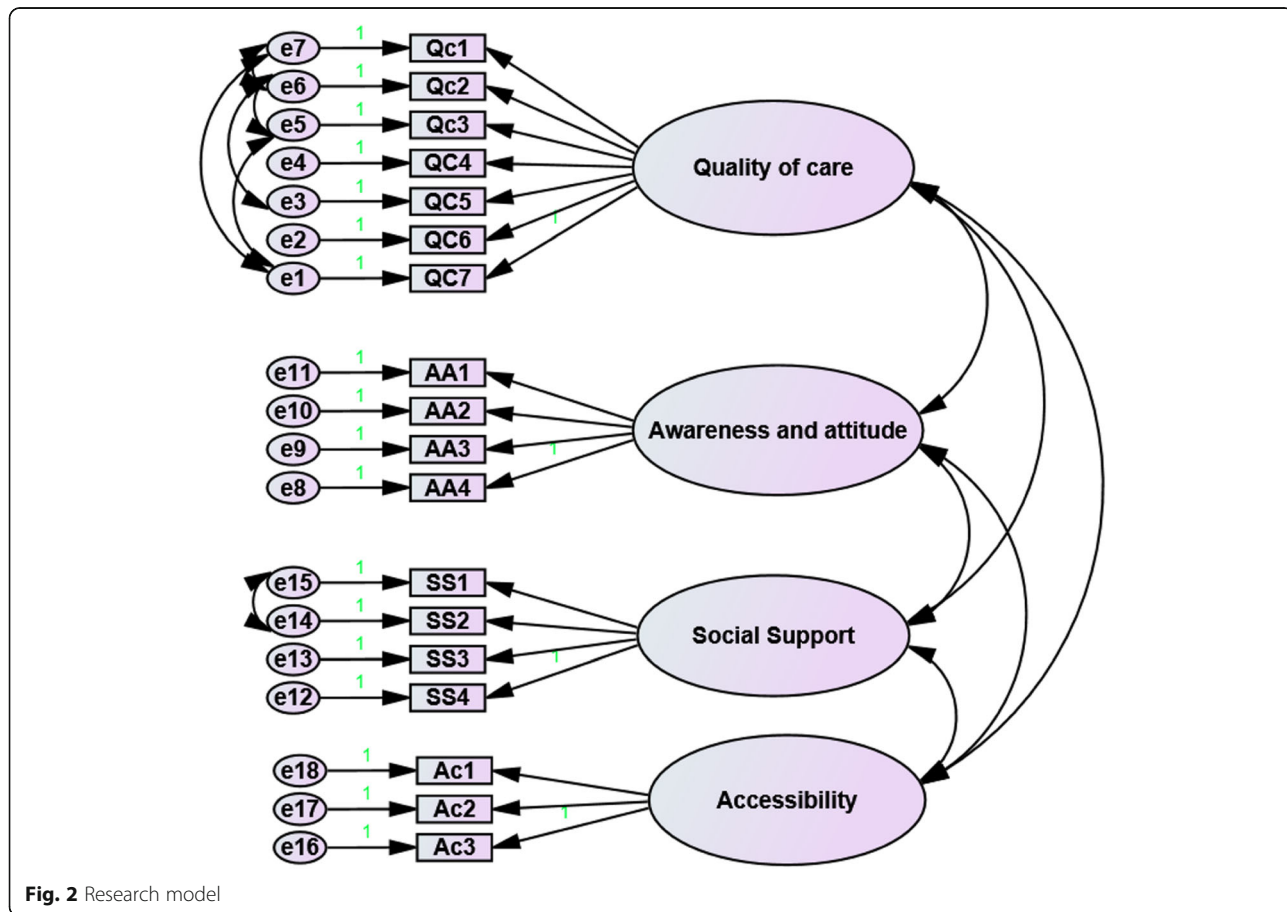 e7 1 Qc1
e6 1 Qc2
e5 1 Qc3
e4 1 QC4
e3 1 QC5
e2 1 QC6
e1 1 QC7
1
Quality of care
e11 1 AA1
e10 1 AA2
e9 1 AA3
e8 1 AA4
1
Awareness and attitude
e15 1 SS1
e14 1 SS2
e13 1 SS3
e12 1 SS4
1
Social Support
e18 1 Ac1
e17 1 Ac2
e16 1 Ac3
1
Accessibility
Fig. 2 Research model